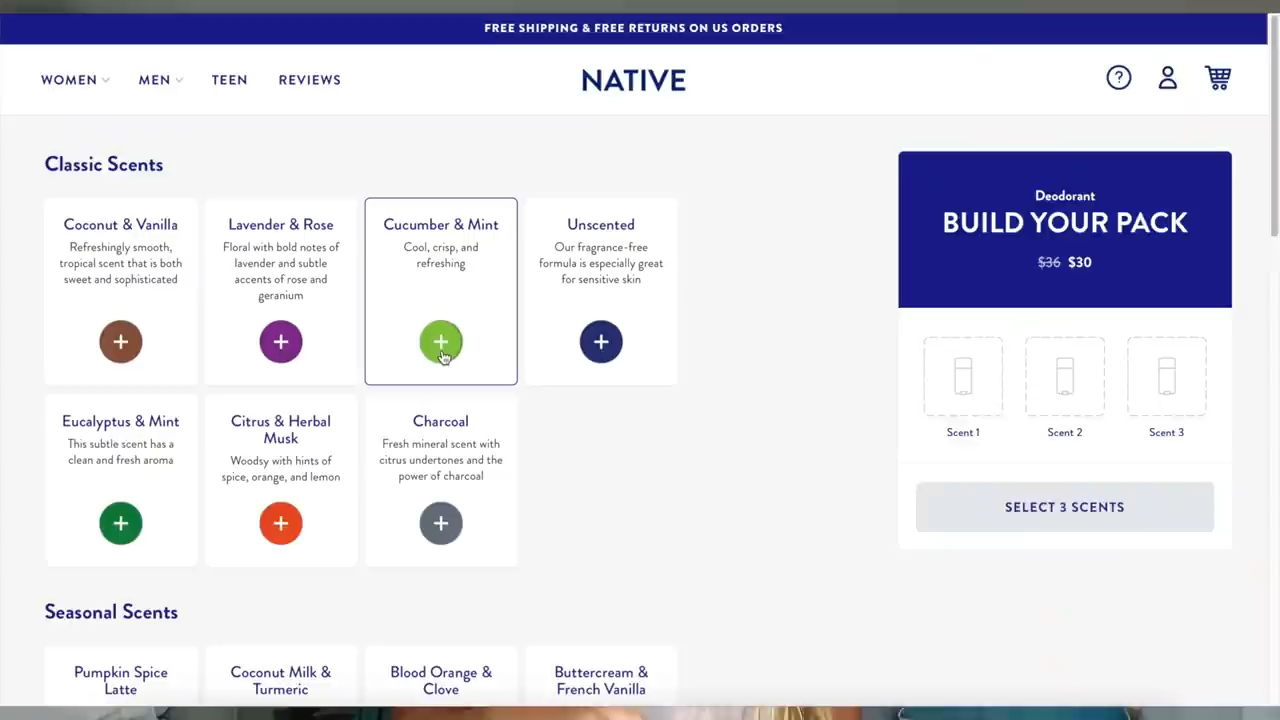 FREE SHIPPING & FREE RETURNS ON US ORDERS
WOMEN
MEN
TEEN
REVIEWS
NATIVE
Classic Scents
Coconut & Vanilla
Refreshingly smooth,
tropical scent that is both
sweet and sophisticated
Lavender & Rose
Floral with bold notes of
lavender and subtle
accents of rose and
geranium
Cucumber & Mint
Cool, crisp, and
refreshing
Unscented
Our fragrance-free
formula is especially great
for sensitive skin
Eucalyptus & Mint
This subtle scent has a
clean and fresh aroma
Citrus & Herbal
Musk
Woodsy with hints of
spice, orange, and lemon
Charcoal
Fresh mineral scent with
citrus undertones and the
power of charcoal
Seasonal Scents
Pumpkin Spice
Latte
Coconut Milk &
Turmeric
Blood Orange &
Clove
Buttercream &
French Vanilla
Deodorant
BUILD YOUR PACK
$36 $30
Scent 1
Scent 2
Scent 3
SELECT 3 SCENTS